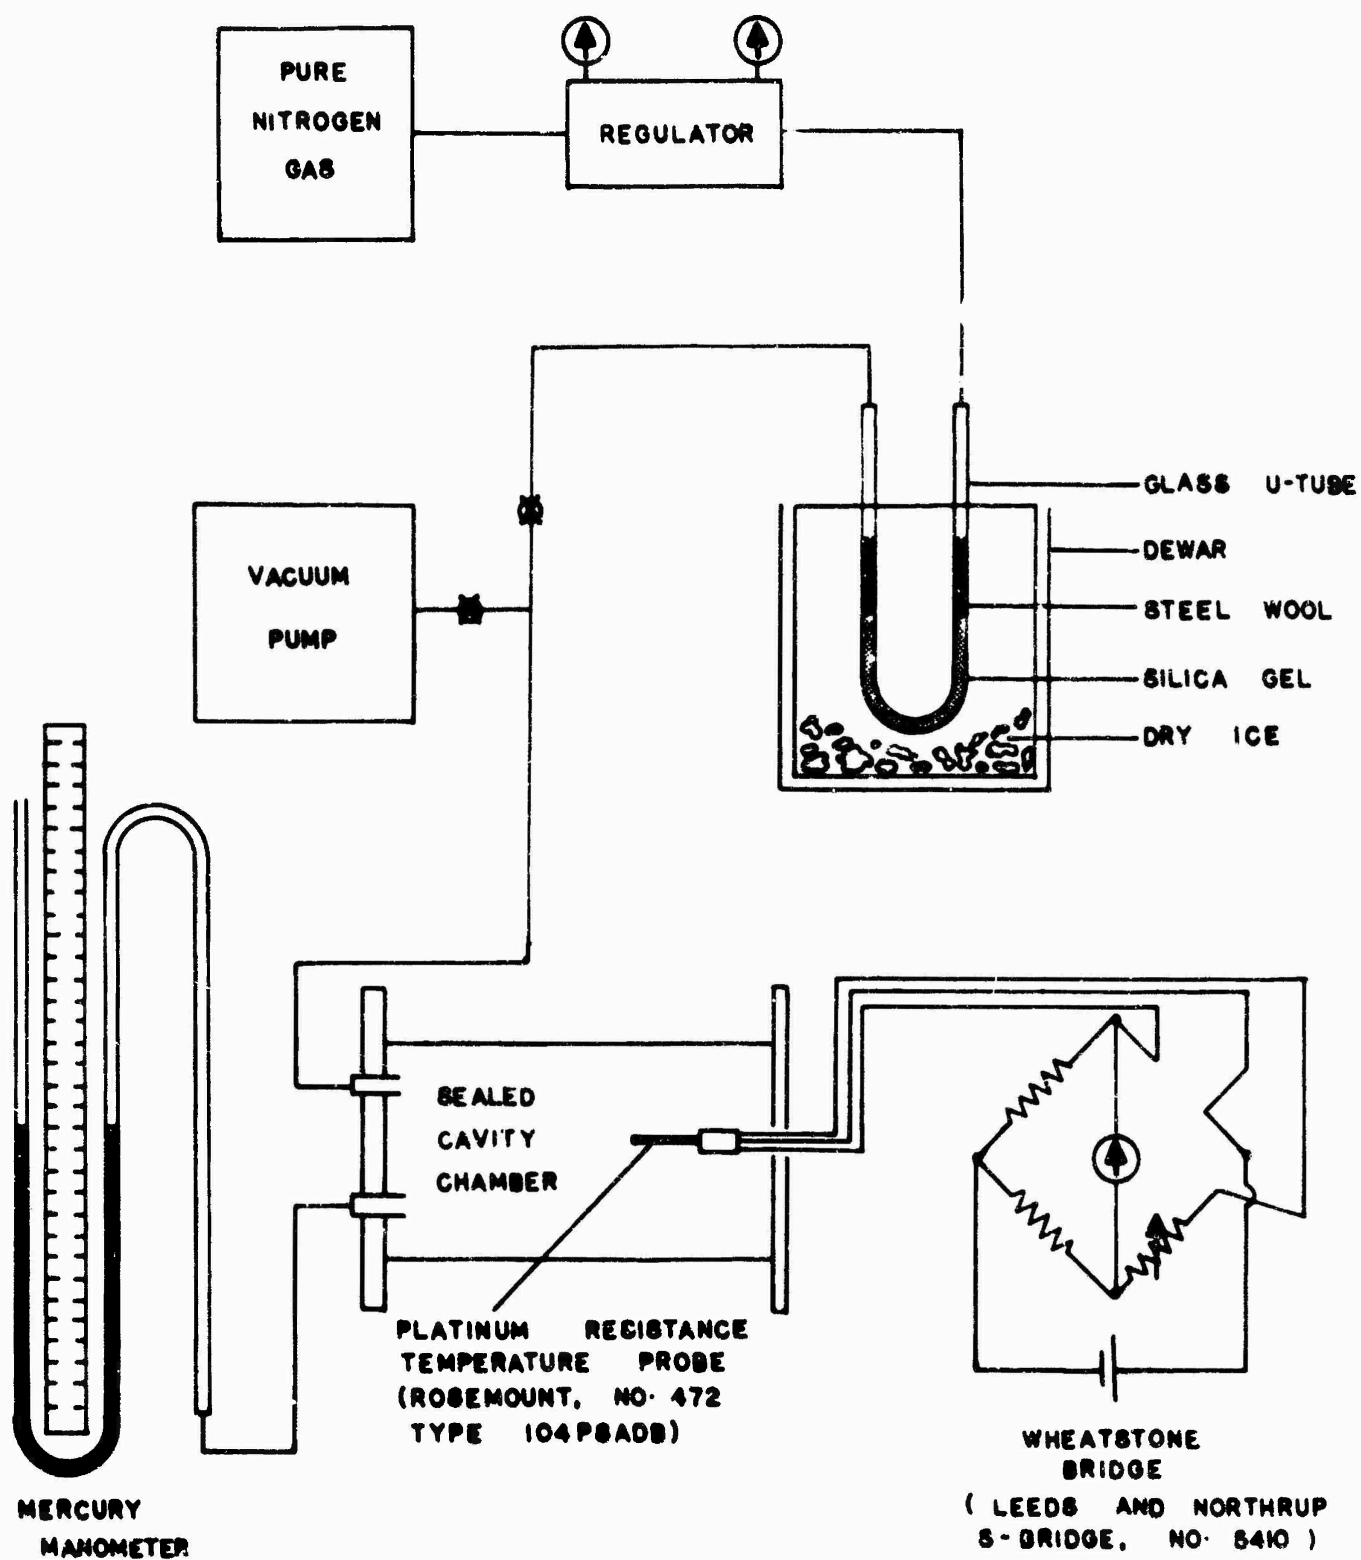 PURE
NITROGEN
GAS
REGULATOR
GLASS U-TUBE
DEWAR
STEEL WOOL
SILICA GEL
DRY ICE
VACUUM
PUMP
SEALED
CAVITY
CHAMBER
PLATINUM RESISTANCE
TEMPERATURE PROBE
(ROSEMOUNT, NO. 472
TYPE 104PSADB)
WHEATSTONE
BRIDGE
( LEEDS AND NORTHRUP
S-BRIDGE, NO. 5410 )
MERCURY
MANOMETER